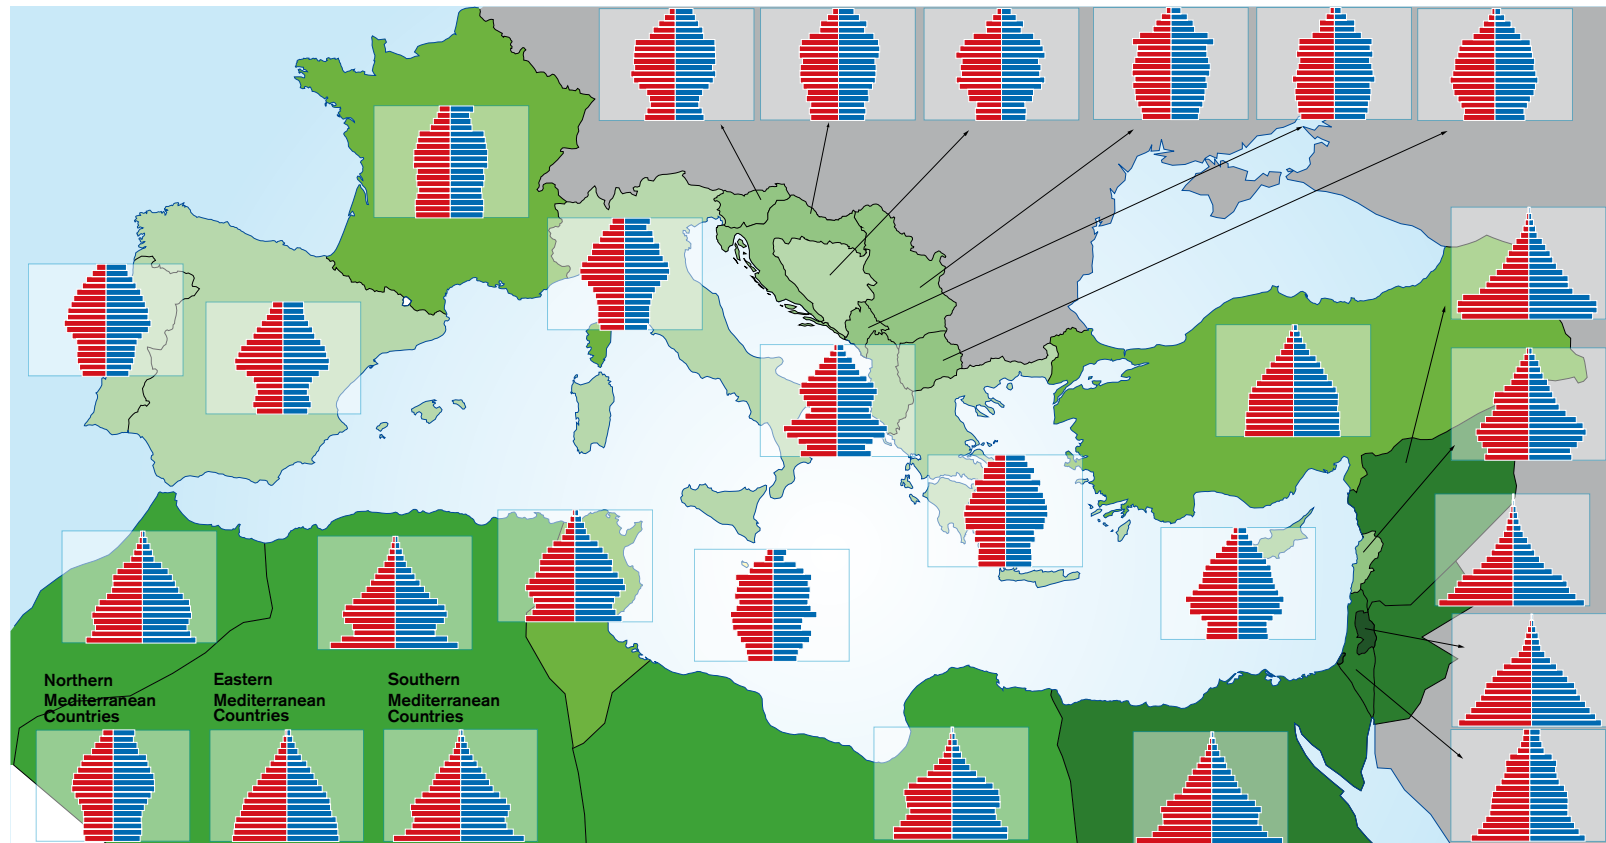 Northern
Mediterranean
Countries
Eastern
Mediterranean
Countries
Southern
Mediterranean
Countries